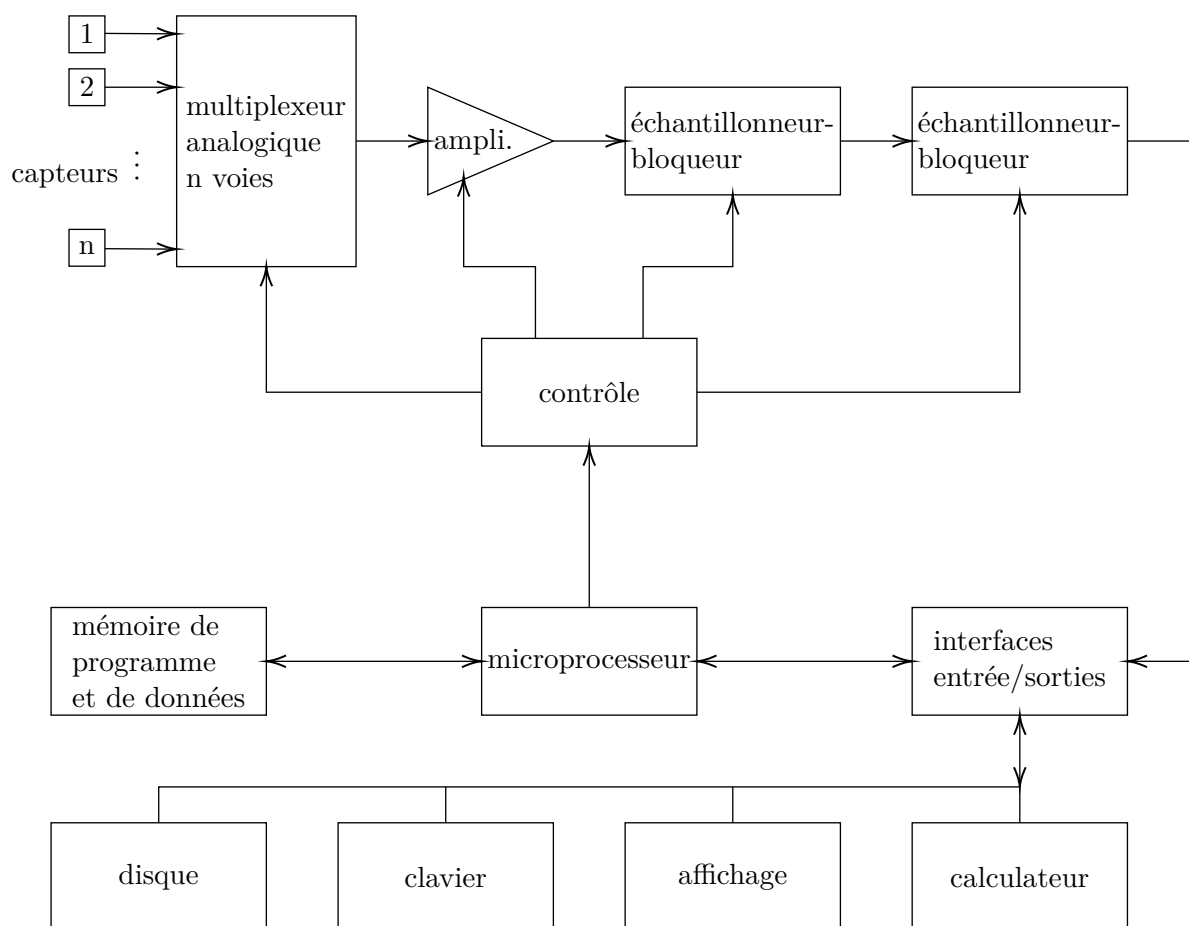 1
2
capteurs ⋮
n
multiplexeur
analogique
n voies
ampli.
échantillonneur-
bloqueur
échantillonneur-
bloqueur
contrôle
mémoire de
programme
et de données
microprocesseur
interfaces
entrée/sorties
disque
clavier
affichage
calculateur